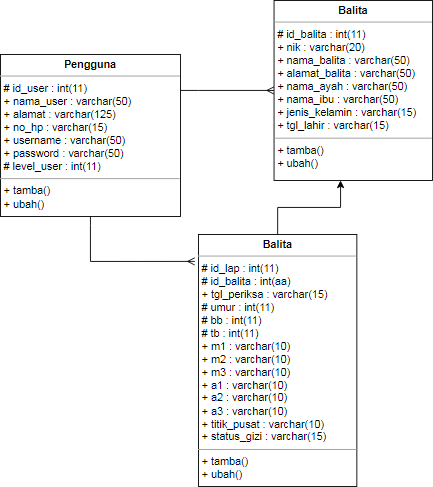 Pengguna
# id_user : int(11)
+ nama_user : varchar(50)
+ alamat : varchar(125)
+ no_hp : varchar(15)
+ username : varchar(50)
+ password : varchar(50)
# level_user : int(11)
+ tamba()
+ ubah()
Balita
# id_balita : int(11)
+ nik : varchar(20)
+ nama_balita : varchar(50)
+ alamat_balita : varchar(50)
+ nama_ayah : varchar(50)
+ nama_ibu : varchar(50)
+ jenis_kelamin : varchar(15)
+ tgl_lahir : varchar(15)
+ tamba()
+ ubah()
Balita
# id_lap : int(11)
# id_balita : int(aa)
+ tgl_periksa : varchar(15)
# umur : int(11)
# bb : int(11)
# tb : int(11)
+ m1 : varchar(10)
+ m2 : varchar(10)
+ m3 : varchar(10)
+ a1 : varchar(10)
+ a2 : varchar(10)
+ a3 : varchar(10)
+ titik_pusat : varchar(10)
+ status_gizi : varchar(15)
+ tamba()
+ ubah()